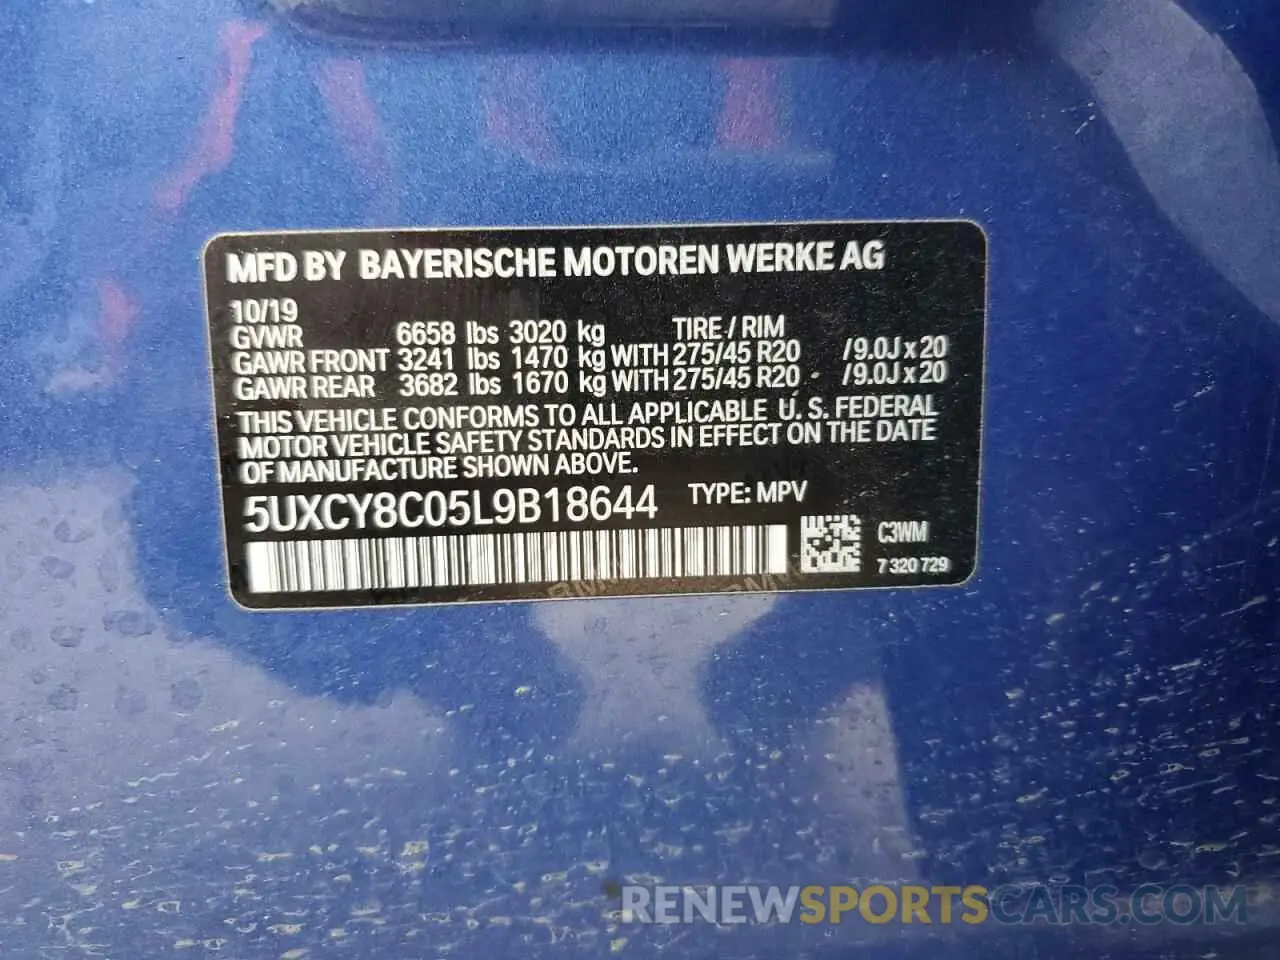 MFD BY BAYERISCHE MOTOREN WERKE AG
10/19
GVWR 6658 lbs 3020 kg TIRE / RIM
GAWR FRONT 3241 lbs 1470 kg WITH 275/45 R20 /9.0J x 20
GAWR REAR 3682 lbs 1670 kg WITH 275/45 R20 /9.0J x 20
THIS VEHICLE CONFORMS TO ALL APPLICABLE U. S. FEDERAL
MOTOR VEHICLE SAFETY STANDARDS IN EFFECT ON THE DATE
OF MANUFACTURE SHOWN ABOVE.
5UXCY8C05L9B18644 TYPE: MPV
C3WM
7 320 729
RENEWSPORTSCARS.COM